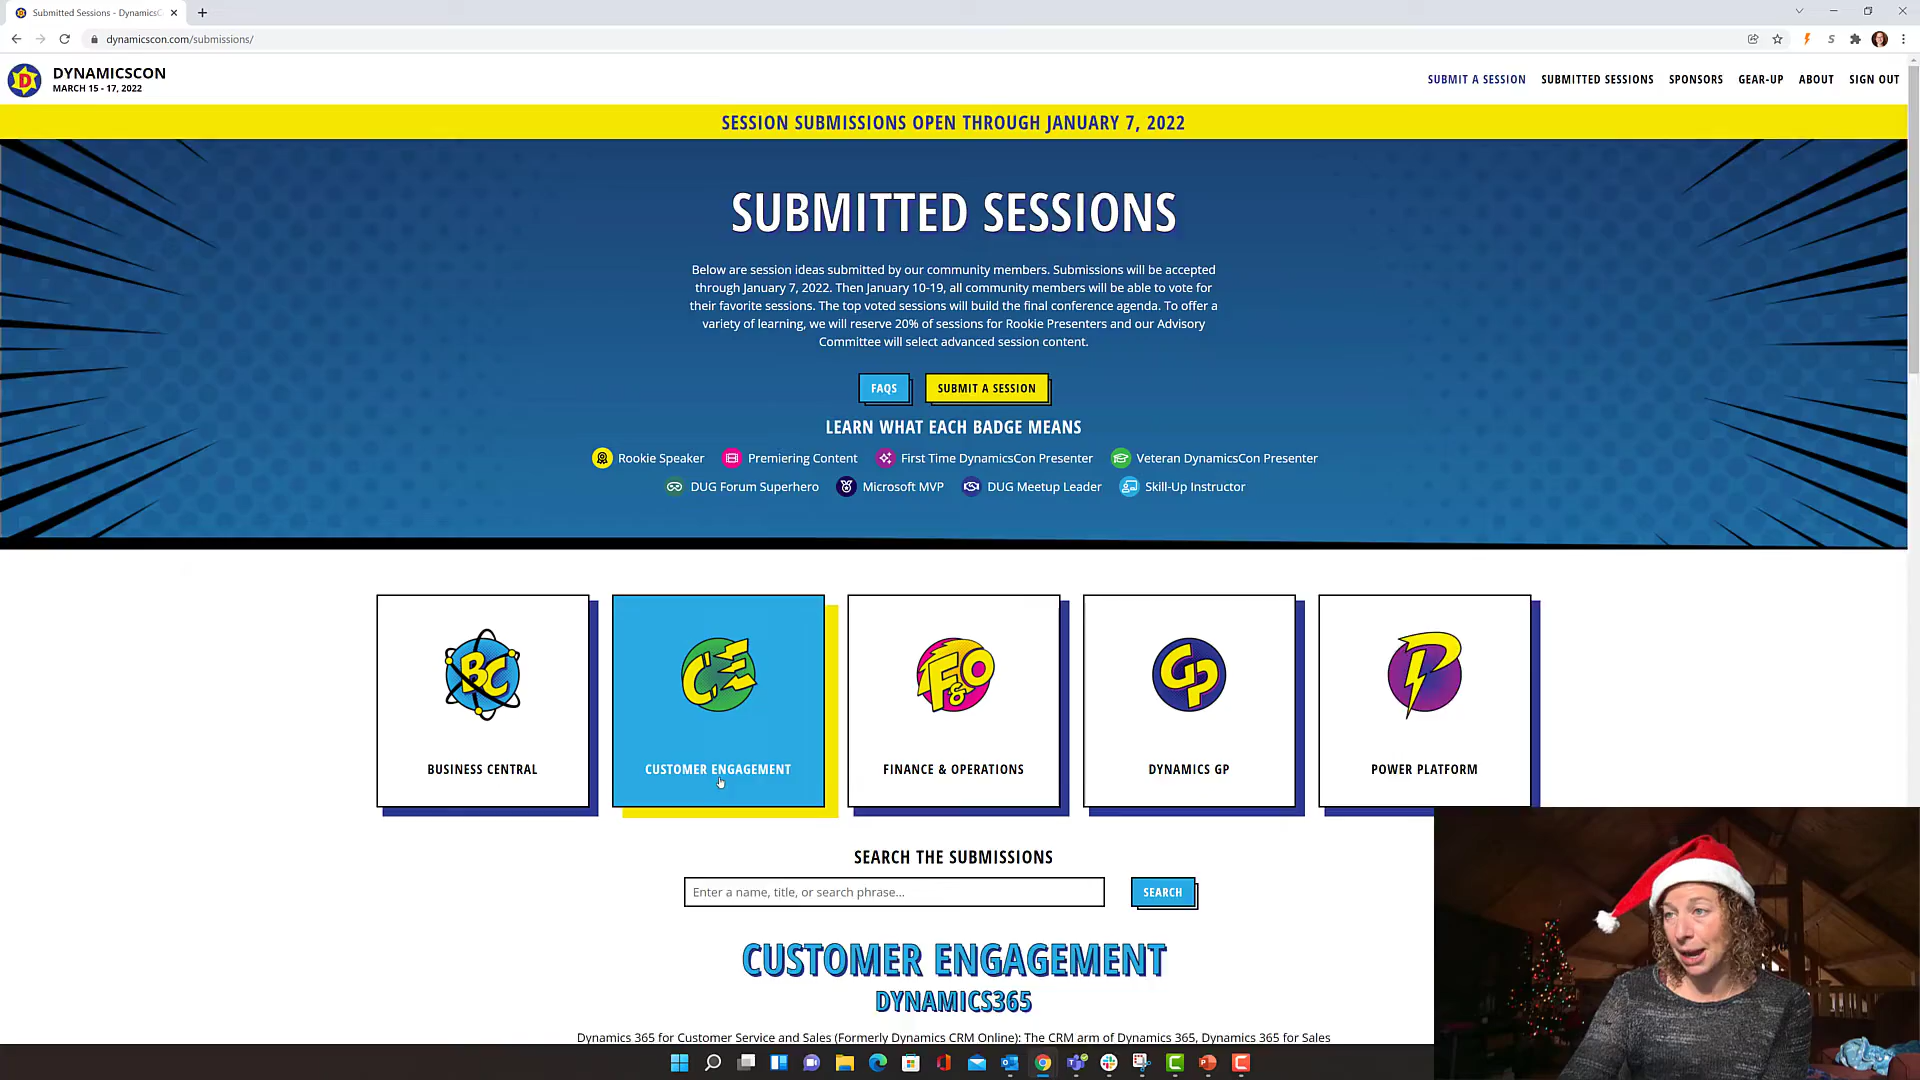 Submitted Sessions - DynamicsC
dynamicscon.com/submissions/
D
DYNAMICSCON
MARCH 15 - 17, 2022
SUBMIT A SESSION
SUBMITTED SESSIONS
SPONSORS
GEAR-UP
ABOUT
SIGN OUT
SESSION SUBMISSIONS OPEN THROUGH JANUARY 7, 2022
SUBMITTED SESSIONS
Below are session ideas submitted by our community members. Submissions will be accepted
through January 7, 2022. Then January 10-19, all community members will be able to vote for
their favorite sessions. The top voted sessions will build the final conference agenda. To offer a
variety of learning, we will reserve 20% of sessions for Rookie Presenters and our Advisory
Committee will select advanced session content.
FAQS
SUBMIT A SESSION
LEARN WHAT EACH BADGE MEANS
Rookie Speaker
Premiering Content
First Time DynamicsCon Presenter
Veteran DynamicsCon Presenter
DUG Forum Superhero
Microsoft MVP
DUG Meetup Leader
Skill-Up Instructor
BC
CE
F&O
GP
P
BUSINESS CENTRAL
CUSTOMER ENGAGEMENT
FINANCE & OPERATIONS
DYNAMICS GP
POWER PLATFORM
SEARCH THE SUBMISSIONS
Enter a name, title, or search phrase...
SEARCH
CUSTOMER ENGAGEMENT
DYNAMICS365
Dynamics 365 for Customer Service and Sales (Formerly Dynamics CRM Online): The CRM arm of Dynamics 365, Dynamics 365 for Sales